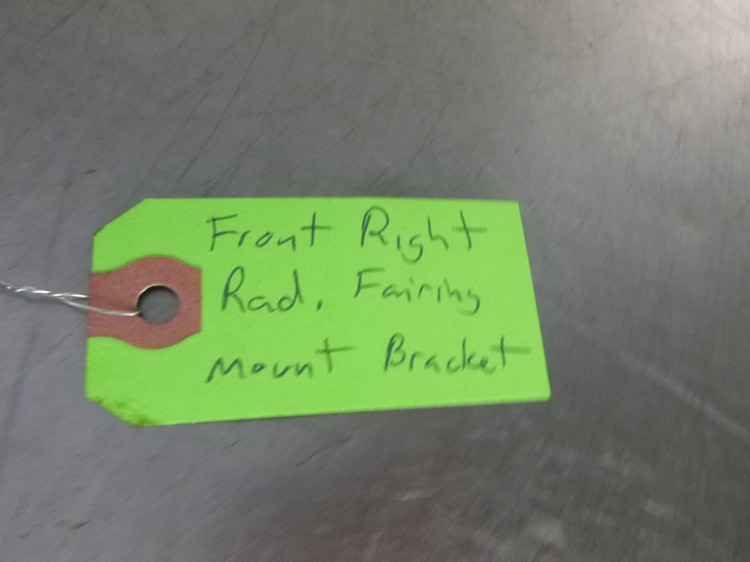 Front Right
Rad. Fairing
Mount Bracket